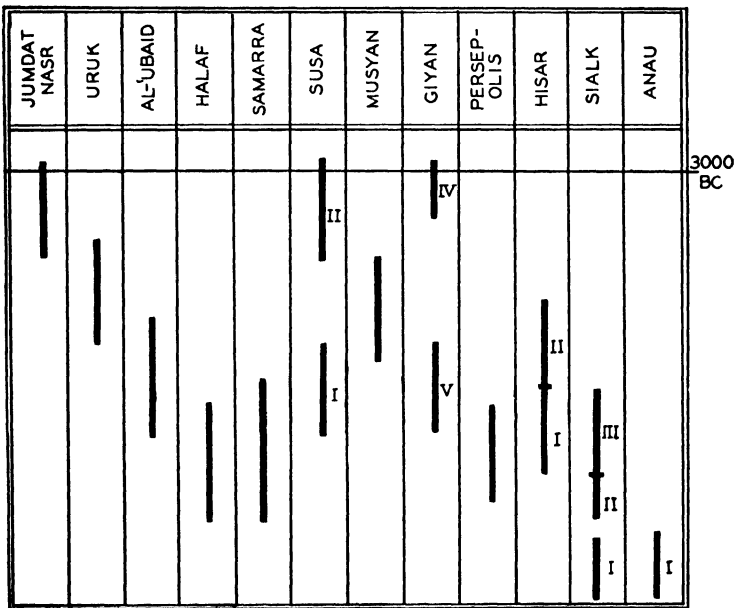 JUMDAT
NASR
URUK
AL-'UBAID
HALAF
SAMARRA
SUSA
MUSYAN
GIYAN
PERSEP-
OLIS
HISAR
SIALK
ANAU
3000
BC
IV
II
II
I
V
III
I
II
I
I